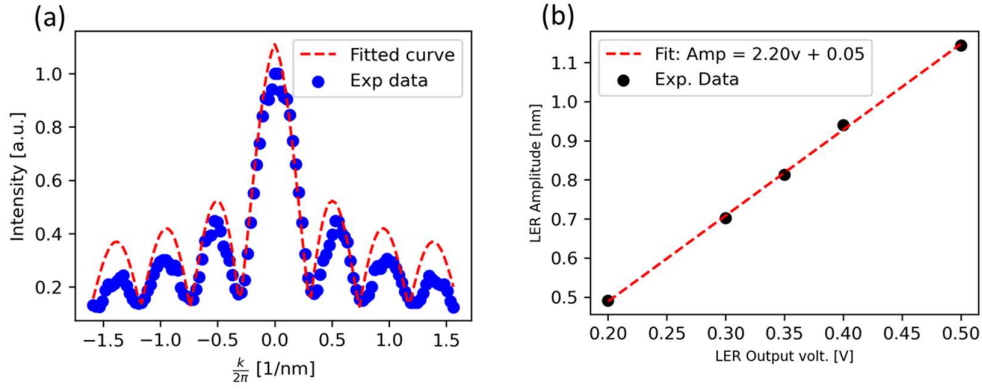 (a)
Intensity [a.u.]
1.0
0.8
0.6
0.4
0.2
Fitted curve
Exp data
−1.5 −1.0 −0.5 0.0 0.5 1.0 1.5
k/2π [1/nm]
(b)
LER Amplitude [nm]
1.1
1.0
0.9
0.8
0.7
0.6
0.5
Fit: Amp = 2.20v + 0.05
Exp. Data
0.20 0.25 0.30 0.35 0.40 0.45 0.50
LER Output volt. [V]